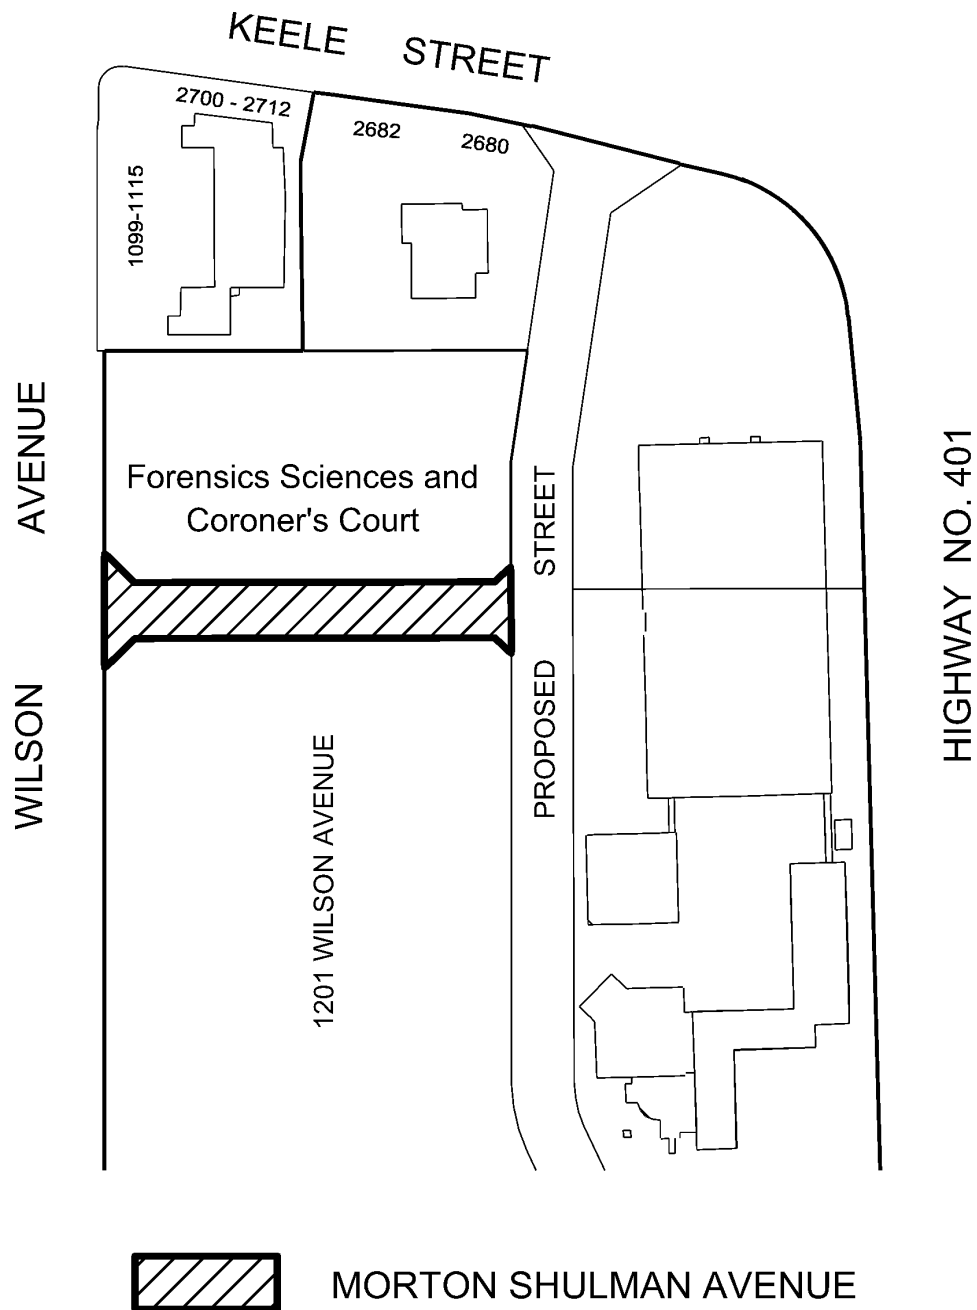 KEELE STREET
2700 - 2712
2682
2680
1099-1115
WILSON AVENUE
Forensics Sciences and
Coroner's Court
PROPOSED STREET
HIGHWAY NO. 401
1201 WILSON AVENUE
MORTON SHULMAN AVENUE